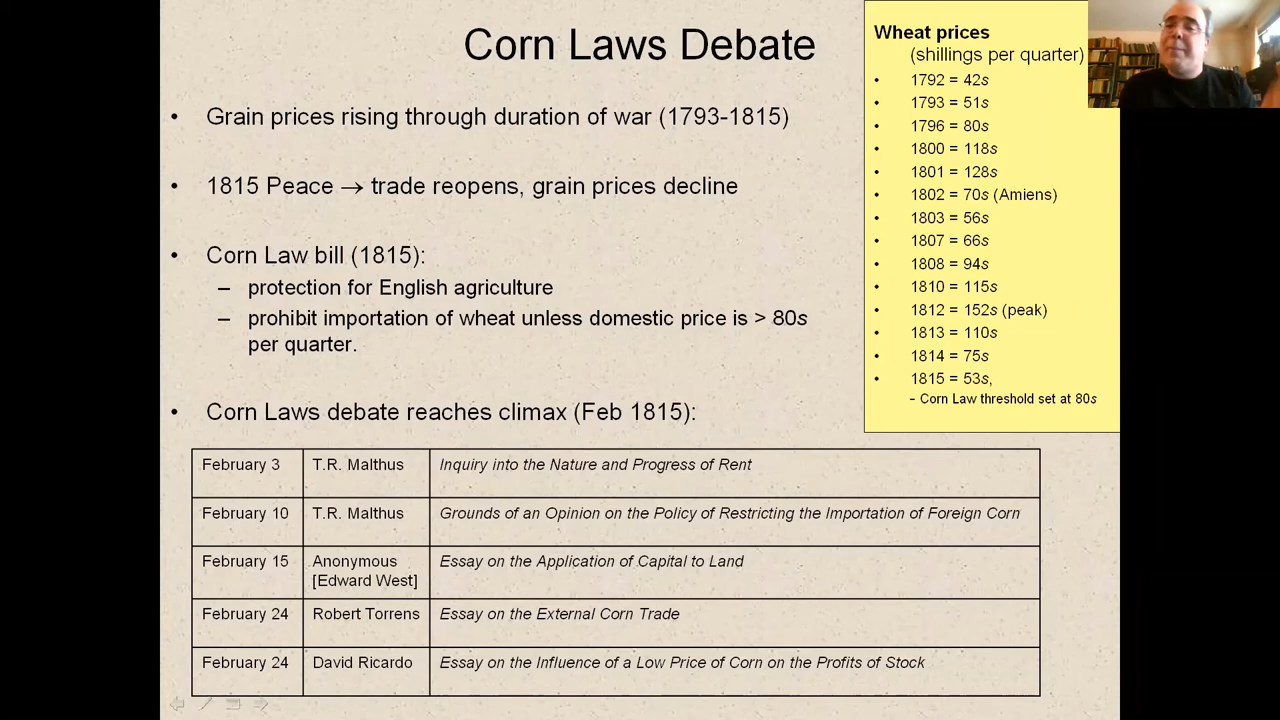 Corn Laws Debate
• Grain prices rising through duration of war (1793-1815)
• 1815 Peace → trade reopens, grain prices decline
• Corn Law bill (1815):
– protection for English agriculture
– prohibit importation of wheat unless domestic price is > 80s
per quarter.
• Corn Laws debate reaches climax (Feb 1815):
February 3 T.R. Malthus Inquiry into the Nature and Progress of Rent
February 10 T.R. Malthus Grounds of an Opinion on the Policy of Restricting the Importation of Foreign Corn
February 15 Anonymous Essay on the Application of Capital to Land
[Edward West]
February 24 Robert Torrens Essay on the External Corn Trade
February 24 David Ricardo Essay on the Influence of a Low Price of Corn on the Profits of Stock
Wheat prices
(shillings per quarter)
• 1792 = 42s
• 1793 = 51s
• 1796 = 80s
• 1800 = 118s
• 1801 = 128s
• 1802 = 70s (Amiens)
• 1803 = 56s
• 1807 = 66s
• 1808 = 94s
• 1810 = 115s
• 1812 = 152s (peak)
• 1813 = 110s
• 1814 = 75s
• 1815 = 53s,
- Corn Law threshold set at 80s